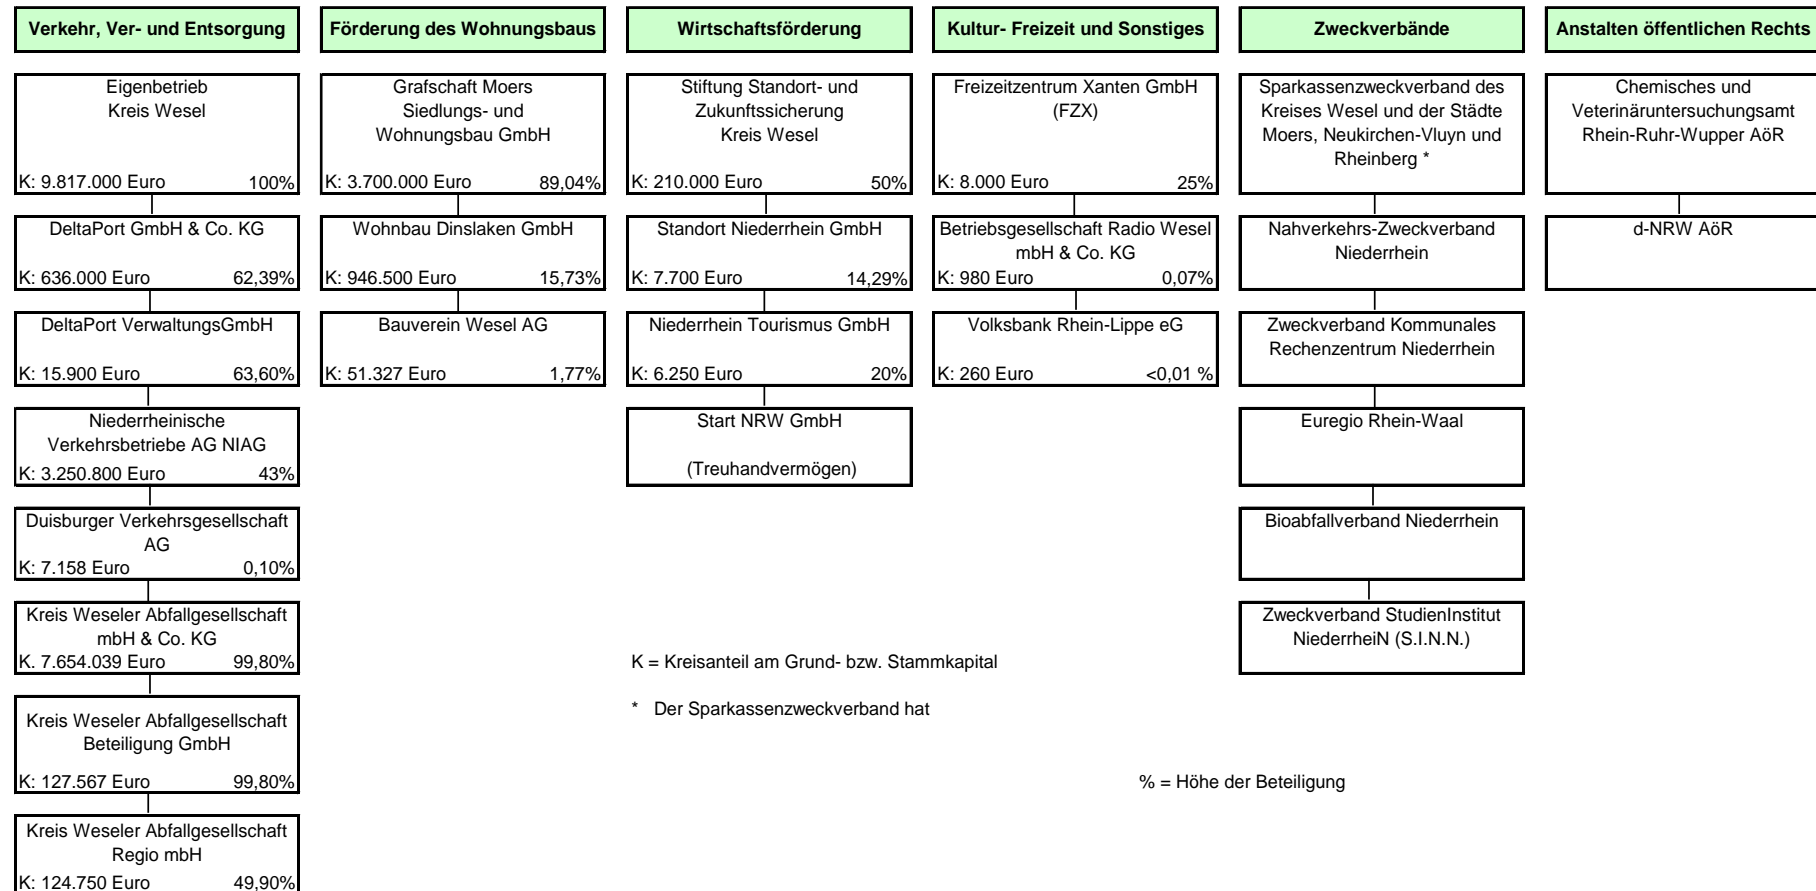 Verkehr, Ver- und Entsorgung
Eigenbetrieb
Kreis Wesel
K: 9.817.000 Euro 100%
DeltaPort GmbH & Co. KG
K: 636.000 Euro 62,39%
DeltaPort VerwaltungsGmbH
K: 15.900 Euro 63,60%
Niederrheinische
Verkehrsbetriebe AG NIAG
K: 3.250.800 Euro 43%
Duisburger Verkehrsgesellschaft
AG
K: 7.158 Euro 0,10%
Kreis Weseler Abfallgesellschaft
mbH & Co. KG
K. 7.654.039 Euro 99,80%
Kreis Weseler Abfallgesellschaft
Beteiligung GmbH
K: 127.567 Euro 99,80%
Kreis Weseler Abfallgesellschaft
Regio mbH
K: 124.750 Euro 49,90%
Förderung des Wohnungsbaus
Grafschaft Moers
Siedlungs- und
Wohnungsbau GmbH
K: 3.700.000 Euro 89,04%
Wohnbau Dinslaken GmbH
K: 946.500 Euro 15,73%
Bauverein Wesel AG
K: 51.327 Euro 1,77%
Wirtschaftsförderung
Stiftung Standort- und
Zukunftssicherung
Kreis Wesel
K: 210.000 Euro 50%
Standort Niederrhein GmbH
K: 7.700 Euro 14,29%
Niederrhein Tourismus GmbH
K: 6.250 Euro 20%
Start NRW GmbH
(Treuhandvermögen)
Kultur- Freizeit und Sonstiges
Freizeitzentrum Xanten GmbH
(FZX)
K: 8.000 Euro 25%
Betriebsgesellschaft Radio Wesel
mbH & Co. KG
K: 980 Euro 0,07%
Volksbank Rhein-Lippe eG
K: 260 Euro <0,01 %
Zweckverbände
Sparkassenzweckverband des
Kreises Wesel und der Städte
Moers, Neukirchen-Vluyn und
Rheinberg *
Nahverkehrs-Zweckverband
Niederrhein
Zweckverband Kommunales
Rechenzentrum Niederrhein
Euregio Rhein-Waal
Bioabfallverband Niederrhein
Zweckverband StudienInstitut
NiederrheiN (S.I.N.N.)
Anstalten öffentlichen Rechts
Chemisches und
Veterinäruntersuchungsamt
Rhein-Ruhr-Wupper AöR
d-NRW AöR
K = Kreisanteil am Grund- bzw. Stammkapital
* Der Sparkassenzweckverband hat
% = Höhe der Beteiligung